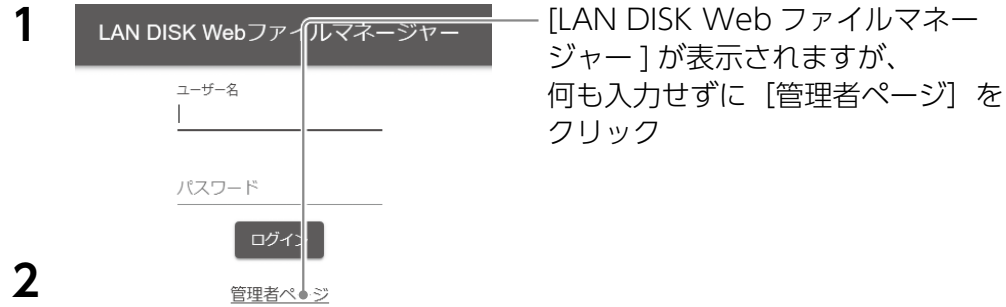 1
LAN DISK Webファイルマネージャー
[LAN DISK Web ファイルマネー
ジャー ] が表示されますが、
何も入力せずに［管理者ページ］を
クリック
ユーザー名
パスワード
ログイン
2
管理者ページ